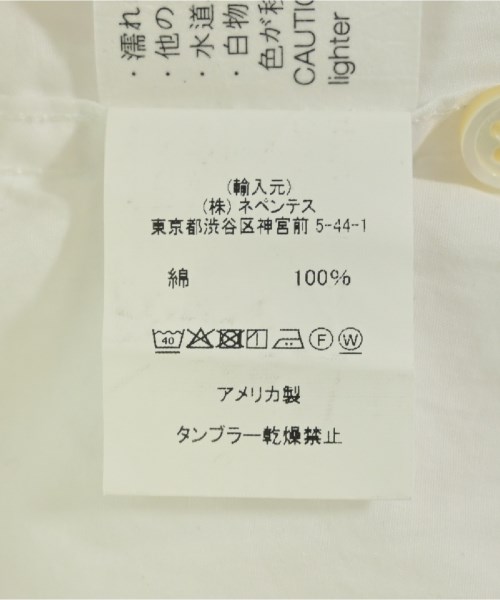 ・濡れ
・他の
・水道
・白物
色が移
CAUTIO
lighter
(輸入元)
(株) ネペンテス
東京都渋谷区神宮前 5-44-1
綿 100%
40 F W
アメリカ製
タンブラー乾燥禁止